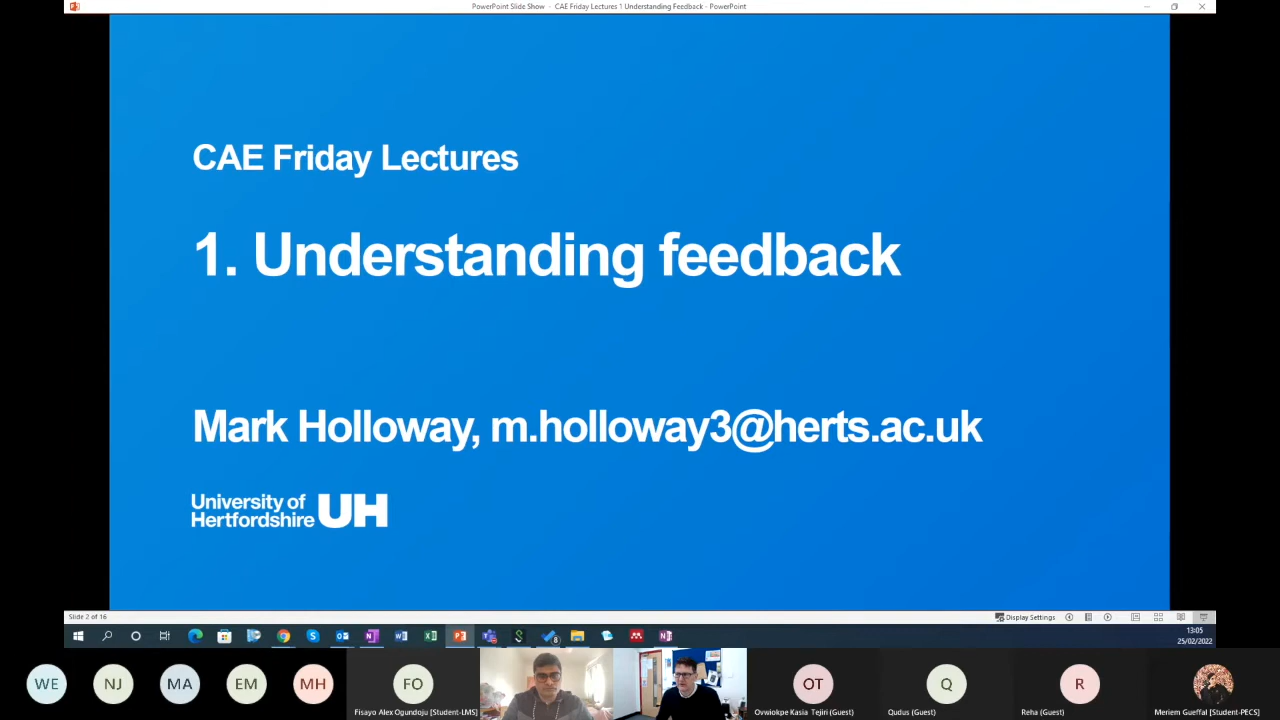 PowerPoint Slide Show - CAE Friday Lectures 1 Understanding Feedback - PowerPoint
CAE Friday Lectures
1. Understanding feedback
Mark Holloway, m.holloway3@herts.ac.uk
University of
Hertfordshire UH
Slide 2 of 16
Display Settings
13:05
25/02/2022
WE
NJ
MA
EM
MH
FO
OT
Q
R
Fisayo Alex Ogundoju [Student-LMS]
Ovwiokpe Kasia Tejiri (Guest)
Qudus (Guest)
Reha (Guest)
Meriem Gueffal [Student-PECS]